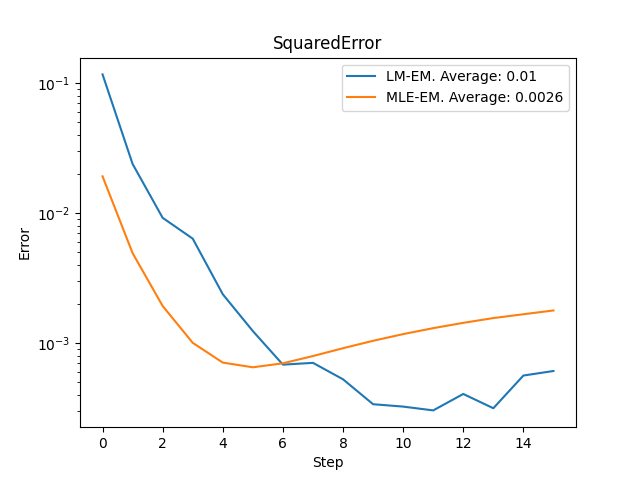 SquaredError
LM-EM. Average: 0.01
MLE-EM. Average: 0.0026
10⁻¹
10⁻²
10⁻³
Error
0 2 4 6 8 10 12 14
Step